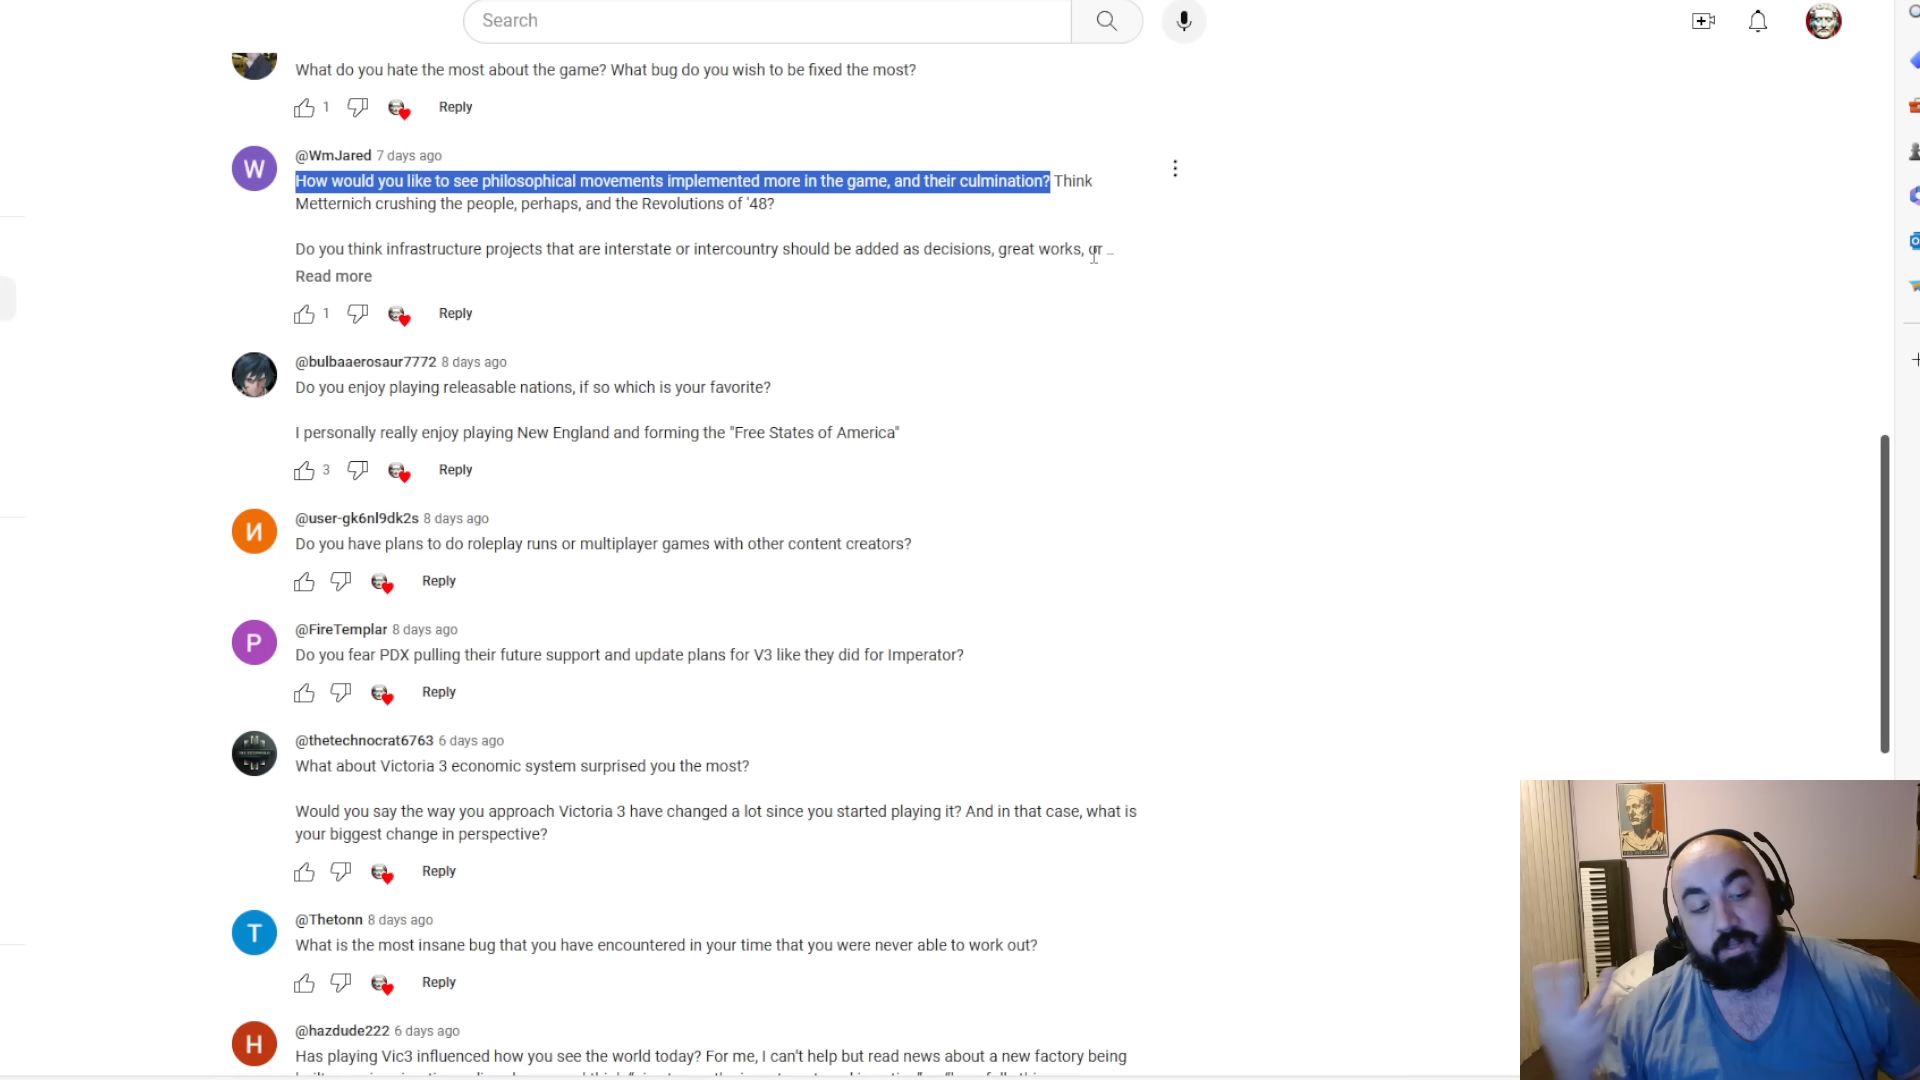 Search
What do you hate the most about the game? What bug do you wish to be fixed the most?
1
Reply
W
@WmJared 7 days ago
How would you like to see philosophical movements implemented more in the game, and their culmination? Think
Metternich crushing the people, perhaps, and the Revolutions of '48?
Do you think infrastructure projects that are interstate or intercountry should be added as decisions, great works, or ...
Read more
1
Reply
@bulbaaerosaur7772 8 days ago
Do you enjoy playing releasable nations, if so which is your favorite?
I personally really enjoy playing New England and forming the "Free States of America"
3
Reply
И
@user-gk6nl9dk2s 8 days ago
Do you have plans to do roleplay runs or multiplayer games with other content creators?
Reply
P
@FireTemplar 8 days ago
Do you fear PDX pulling their future support and update plans for V3 like they did for Imperator?
Reply
@thetechnocrat6763 6 days ago
What about Victoria 3 economic system surprised you the most?
Would you say the way you approach Victoria 3 have changed a lot since you started playing it? And in that case, what is
your biggest change in perspective?
Reply
T
@Thetonn 8 days ago
What is the most insane bug that you have encountered in your time that you were never able to work out?
Reply
H
@hazdude222 6 days ago
Has playing Vic3 influenced how you see the world today? For me, I can't help but read news about a new factory being